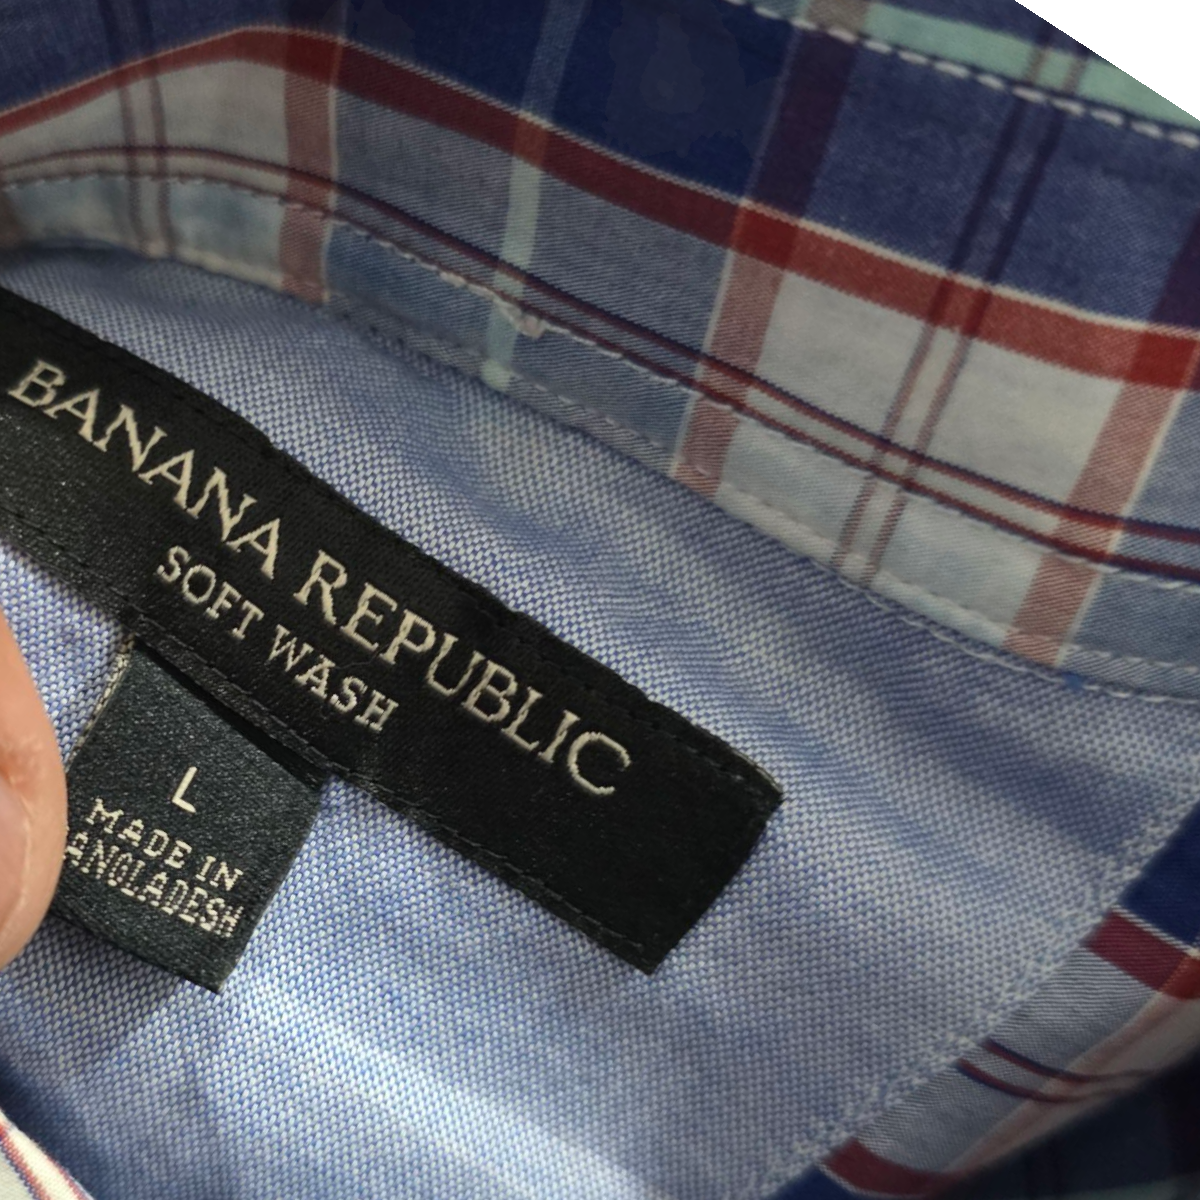 BANANA REPUBLIC
SOFT WASH
L
MADE IN
ANGLADESH